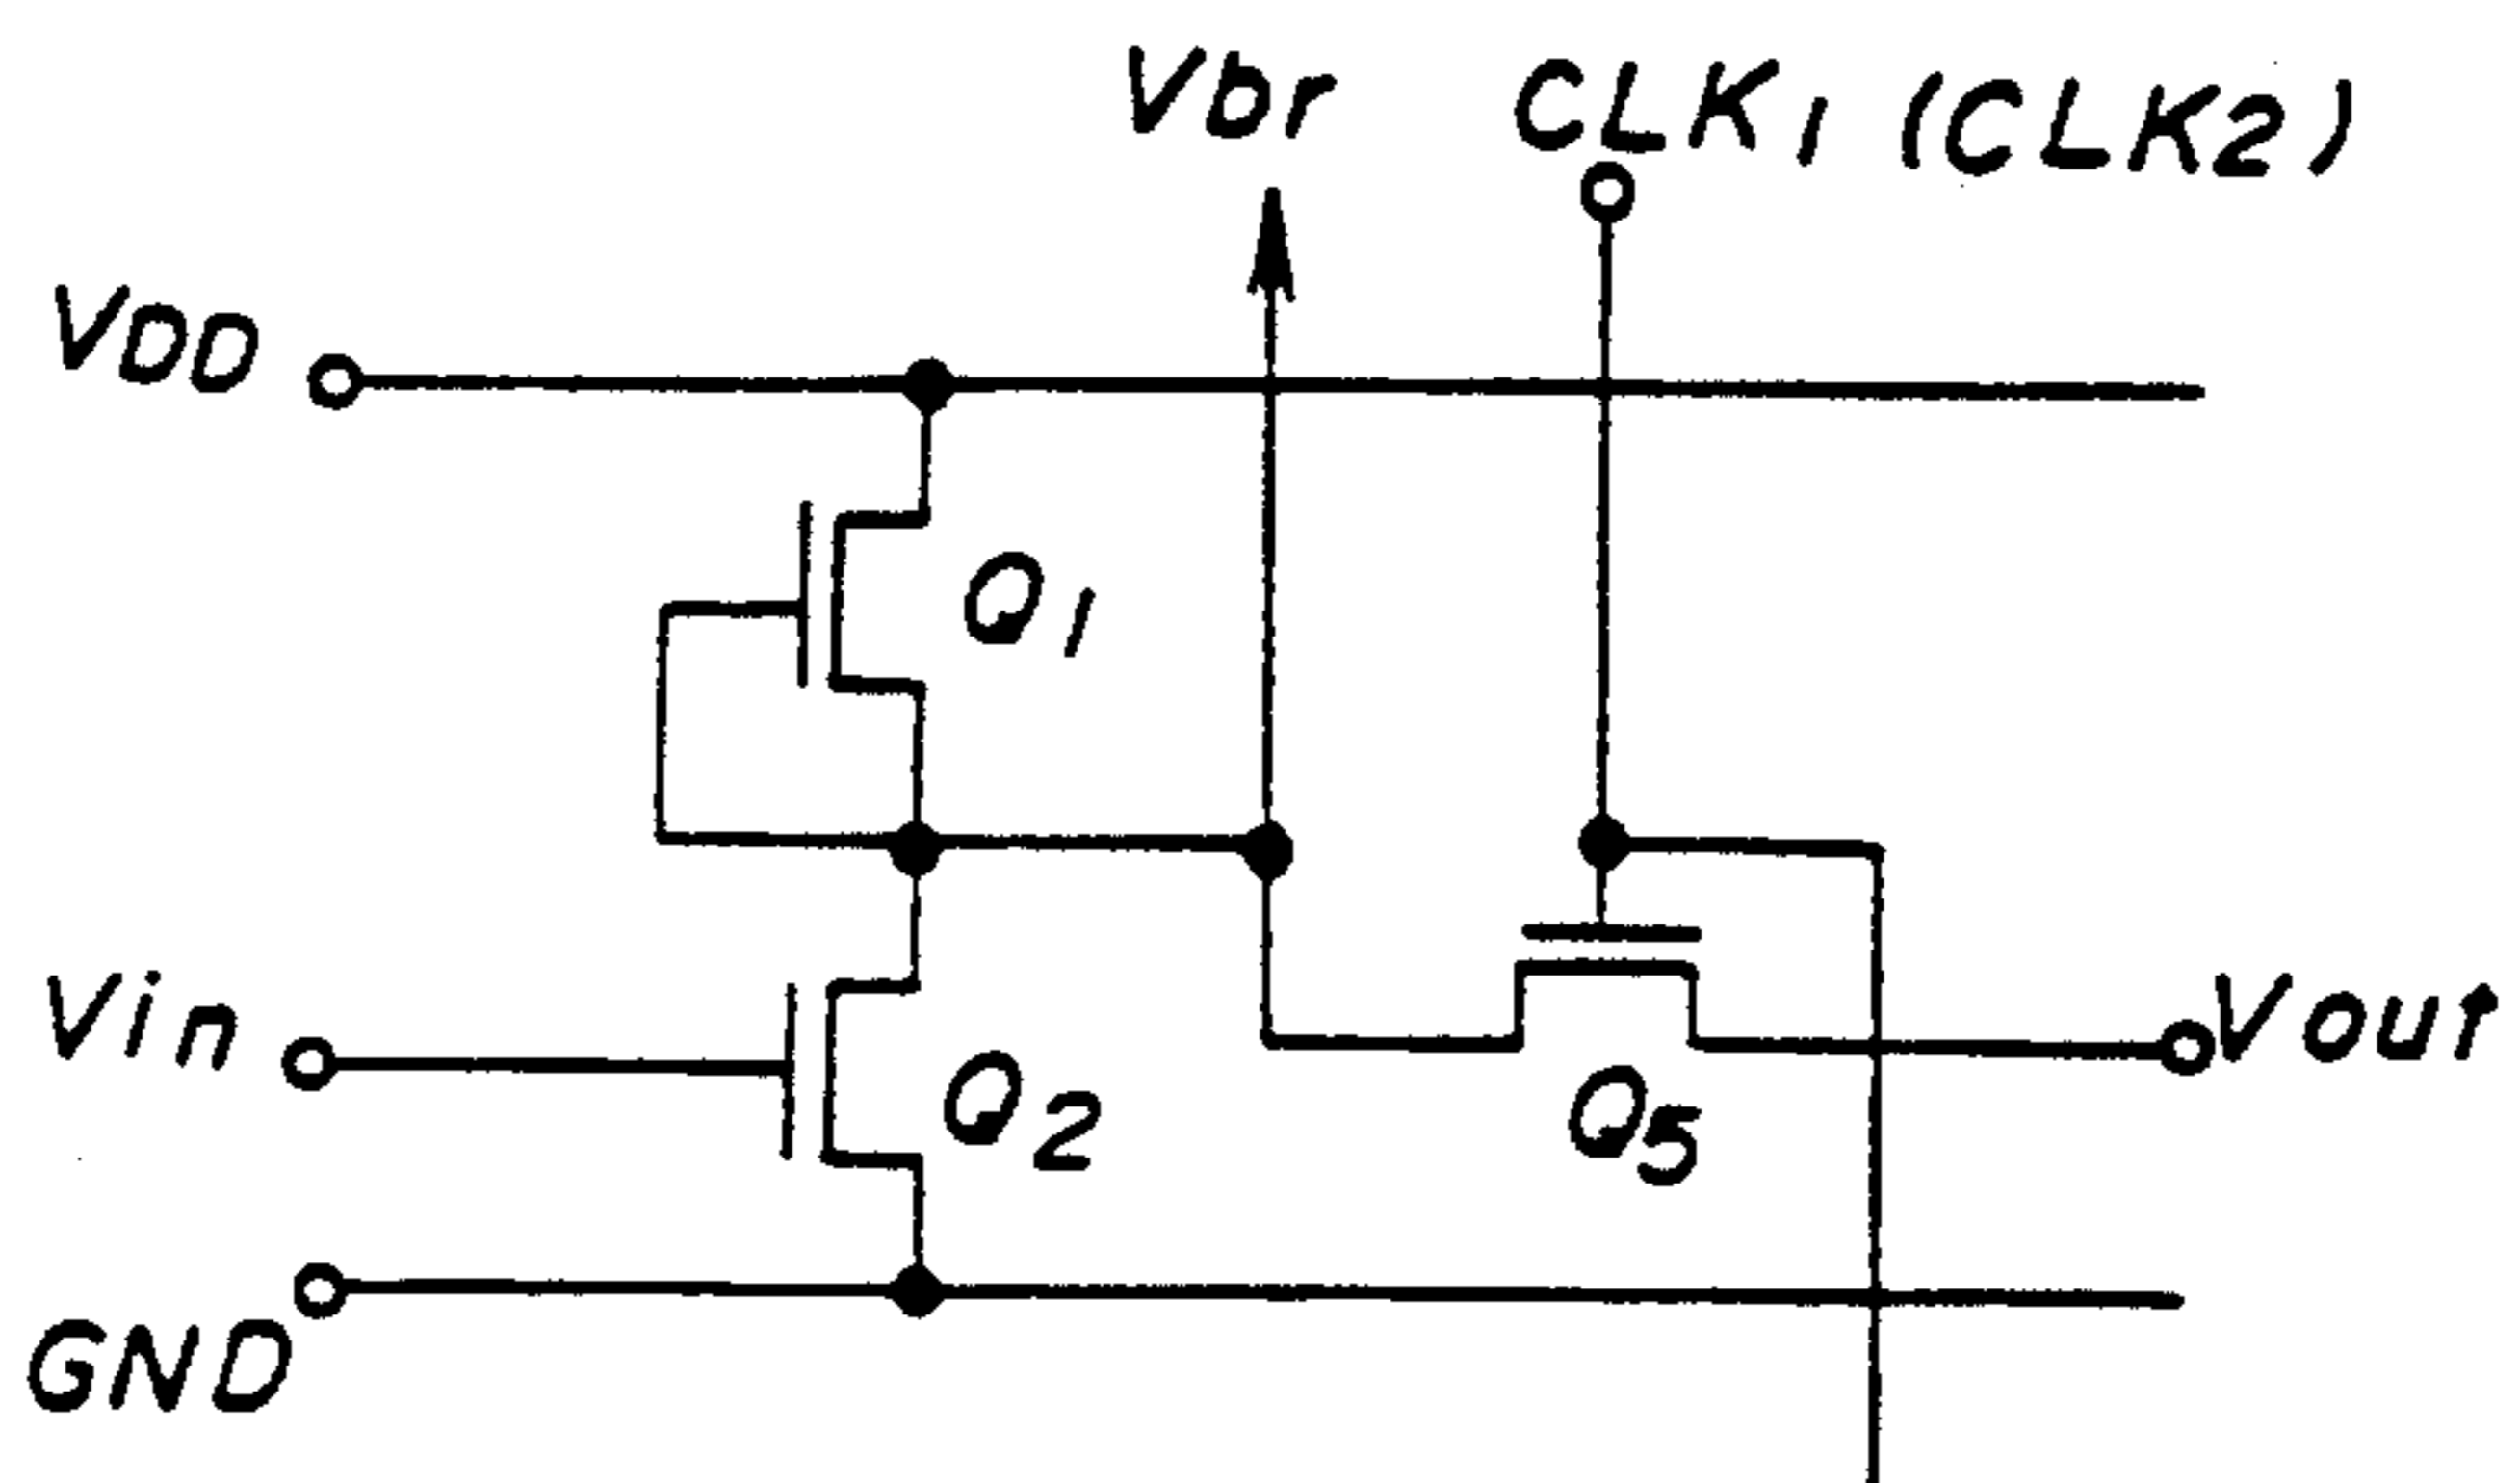 Vbr
CLK1 (CLK2)
VDD
Q1
Vin
Vout
Q2
Q5
GND